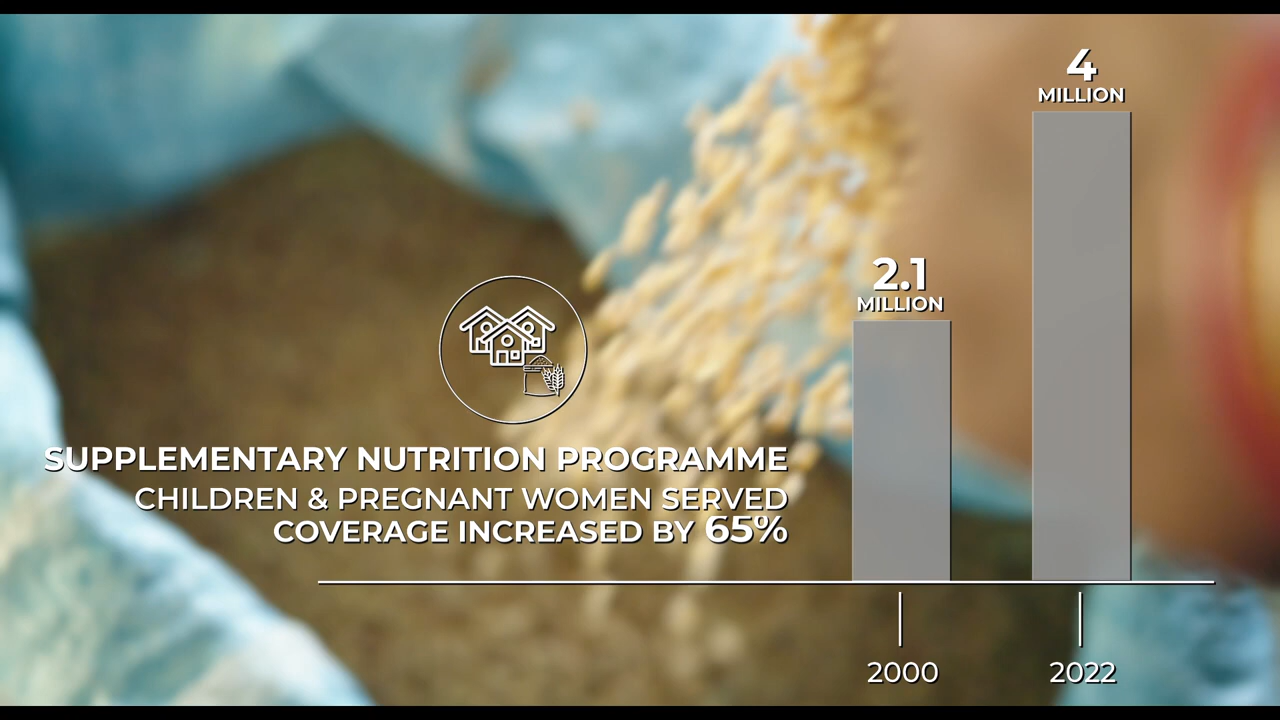 SUPPLEMENTARY NUTRITION PROGRAMME
CHILDREN & PREGNANT WOMEN SERVED
COVERAGE INCREASED BY 65%
2.1
MILLION
4
MILLION
2000
2022